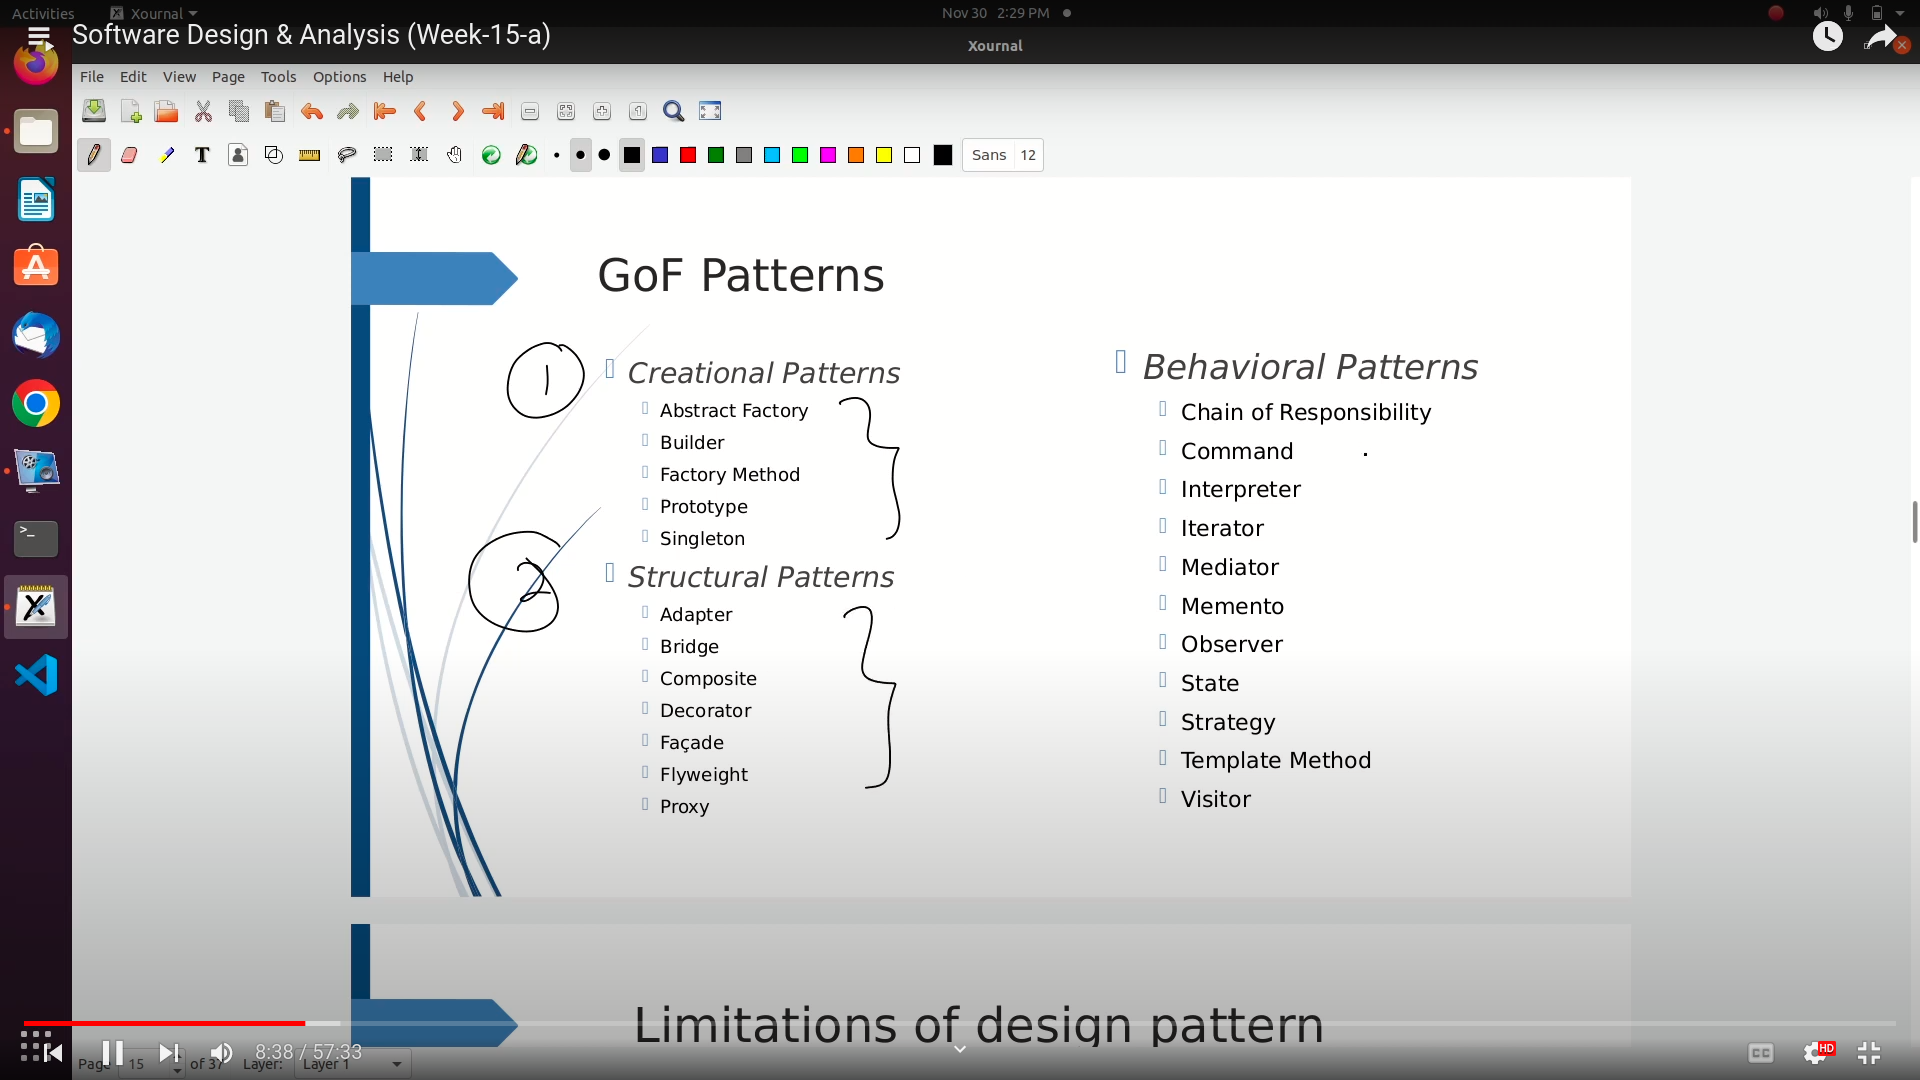 Activities
Xournal
Nov 30 2:29 PM
Software Design & Analysis (Week-15-a)
Xournal
File Edit View Page Tools Options Help
Sans 12
GoF Patterns
1
Creational Patterns
Abstract Factory
Builder
Factory Method
Prototype
Singleton
2
Structural Patterns
Adapter
Bridge
Composite
Decorator
Façade
Flyweight
Proxy
Behavioral Patterns
Chain of Responsibility
Command
Interpreter
Iterator
Mediator
Memento
Observer
State
Strategy
Template Method
Visitor
Limitations of design pattern
8:38 / 57:33
CC
HD
Page 15 of 37 Layer: Layer 1